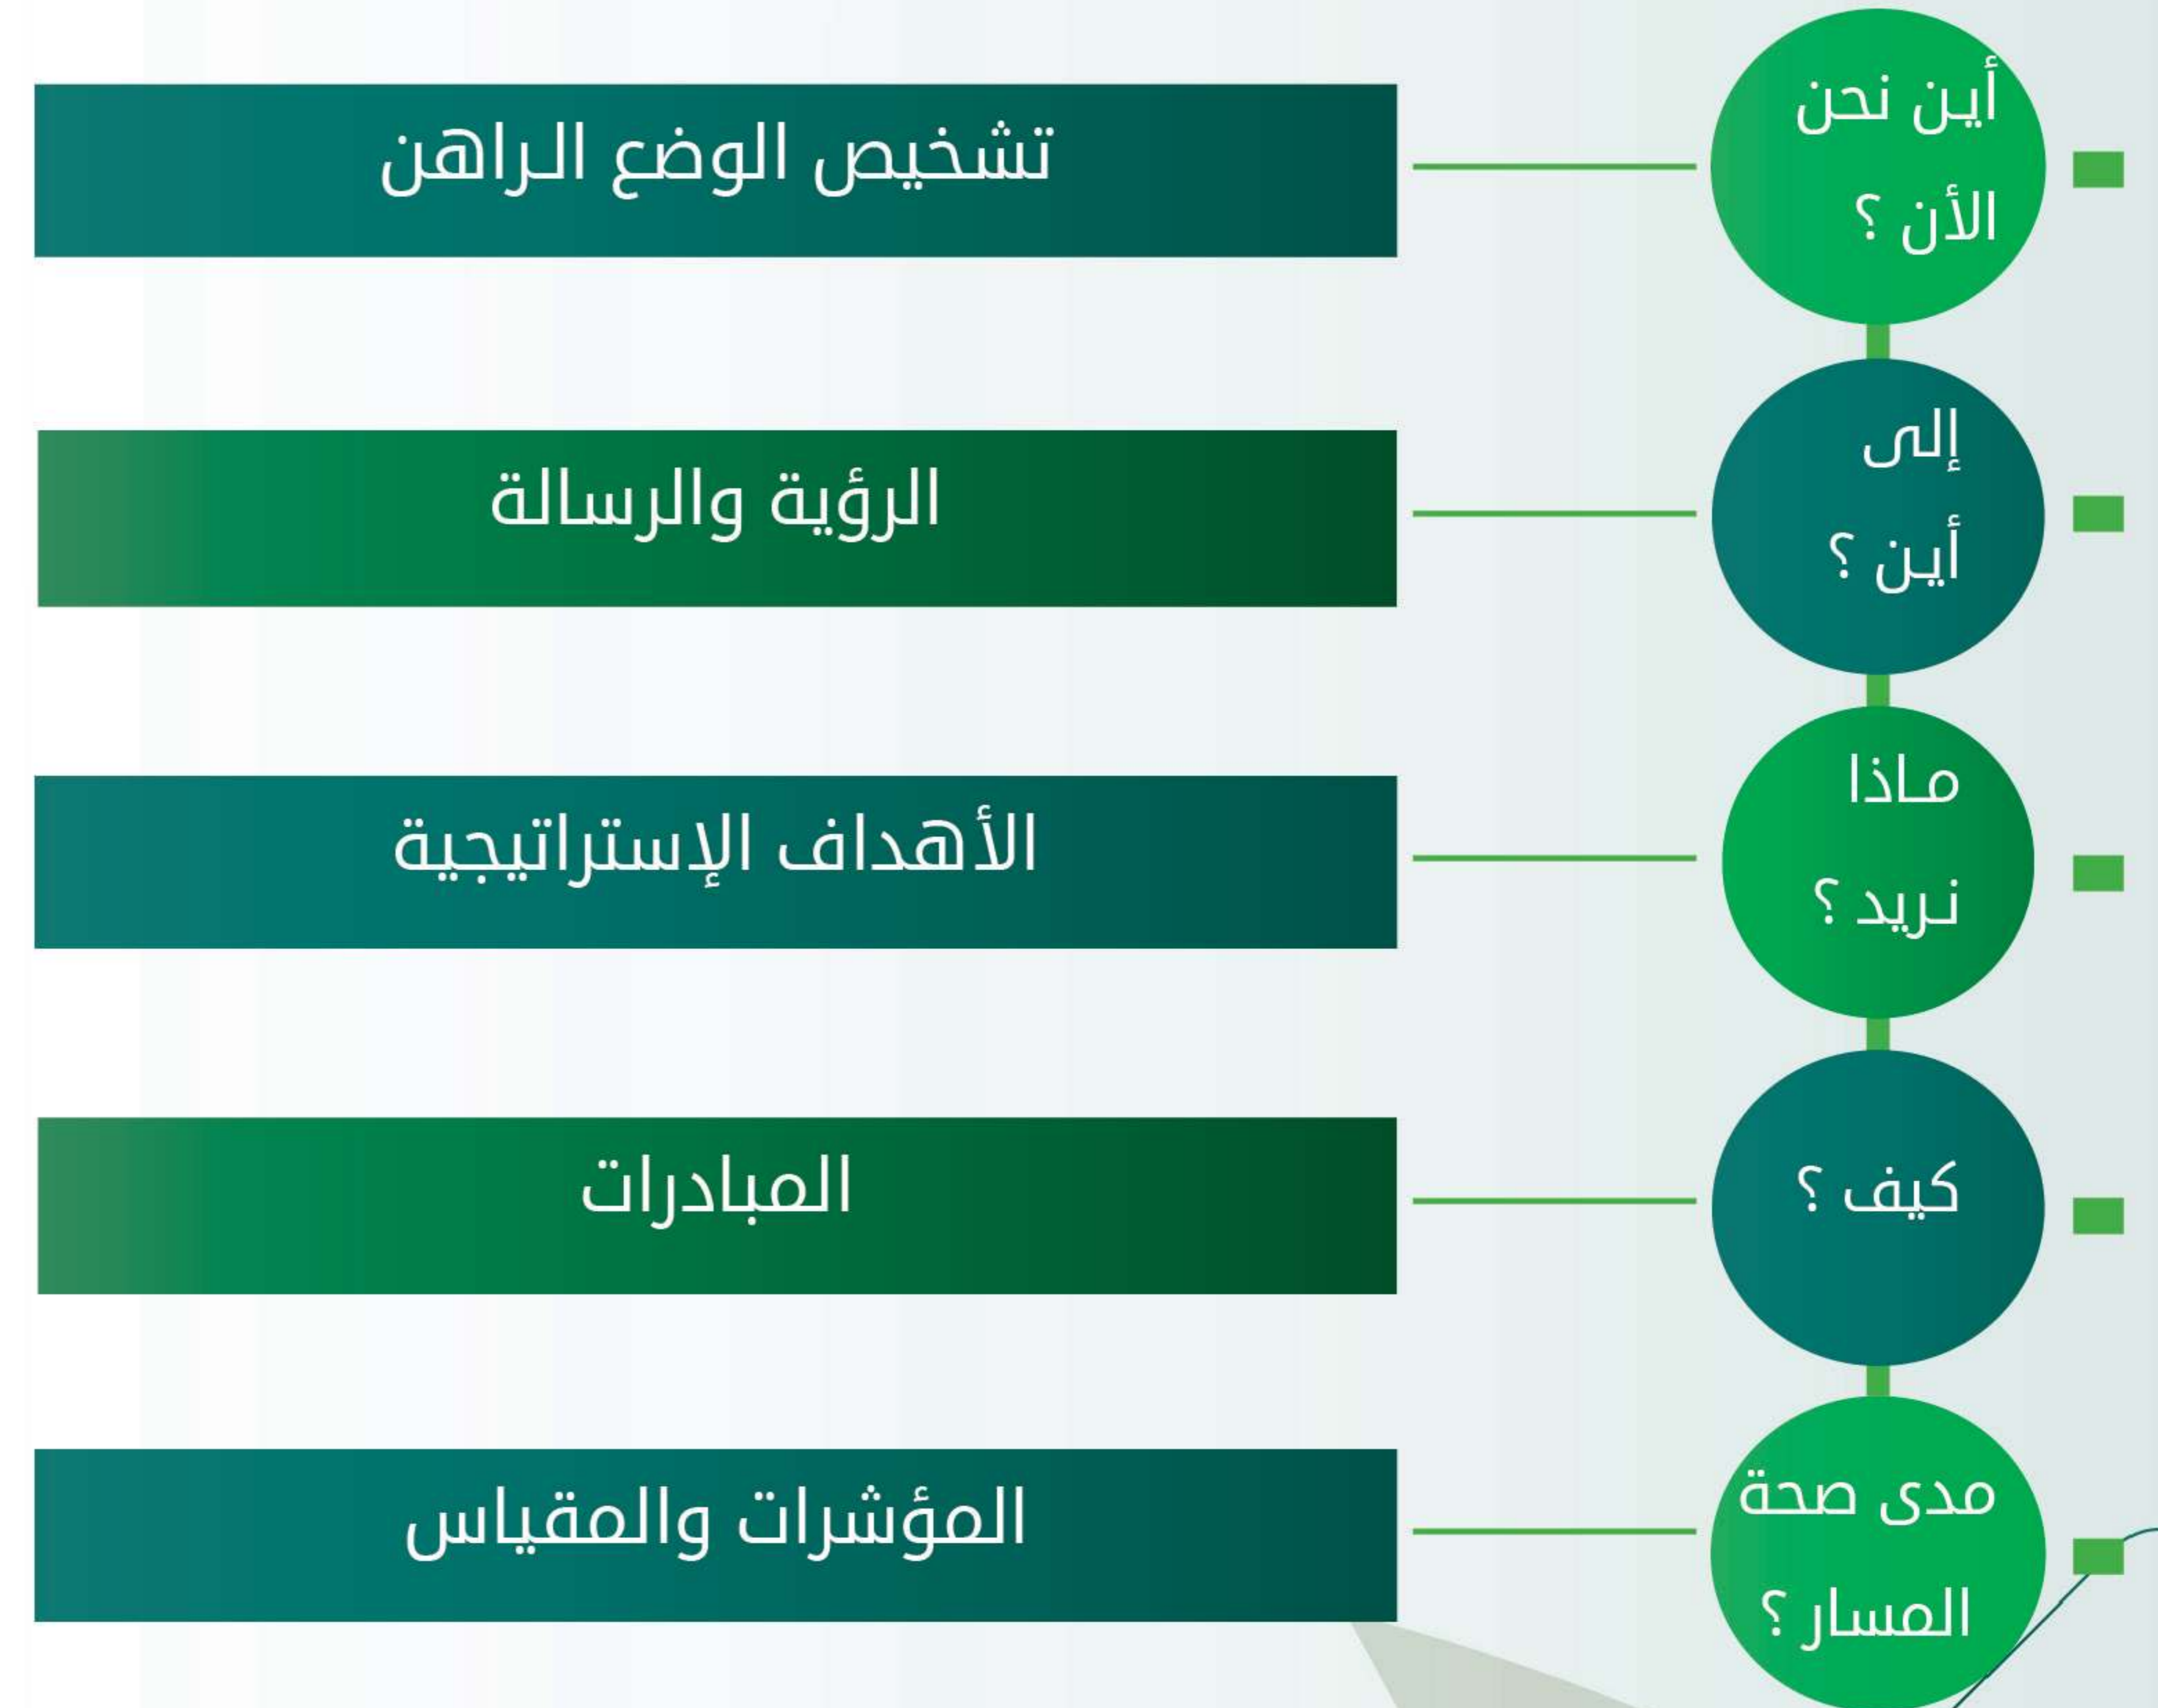 أين نحن
الأن ؟
تشخيص الوضع الراهن
إلى
أين ؟
الرؤية والرسالة
ماذا
نريد ؟
الأهداف الإستراتيجية
كيف ؟
المبادرات
مدى صحة
المسار ؟
المؤشرات والمقياس